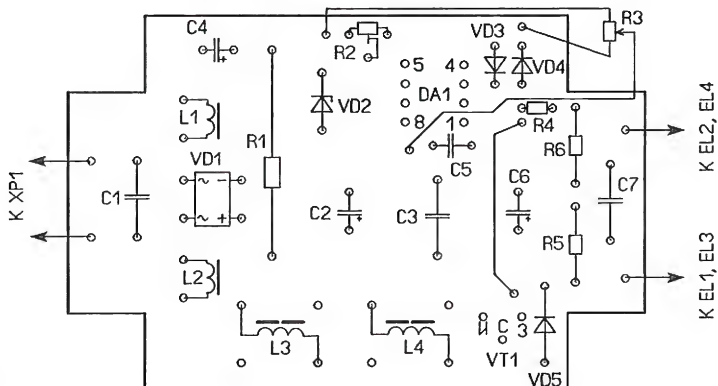 C4
R2
VD3
R3
5
4
VD4
DA1
L1
VD2
8
1
R4
K EL2, EL4
R1
R6
VD1
C5
K XP1
C1
~
-
~
+
C2
C3
C6
C7
R5
L2
K EL1, EL3
L3
L4
И
С
З
VT1
VD5